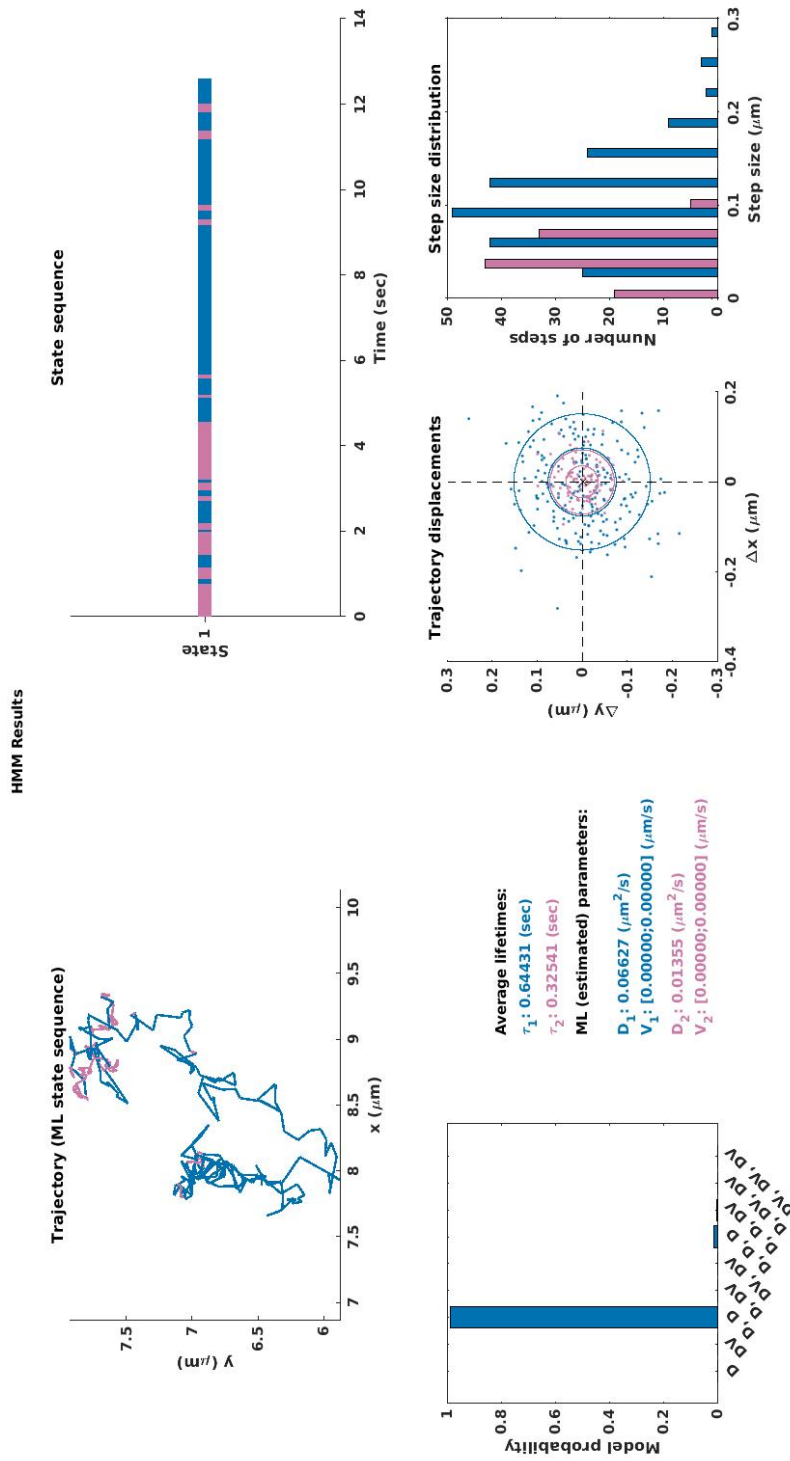 HMM Results
Trajectory (ML state sequence)
7.5
7
6.5
6
y (μm)
7
7.5
8
8.5
9
9.5
10
x (μm)
State sequence
State
1
0
2
4
6
8
10
12
14
Time (sec)
Model probability
1
0.8
0.6
0.4
0.2
0
D
DV
D, D
D, DV
DV, DV
D, D, D
D, D, DV
D, DV, DV
DV, DV, DV
Average lifetimes:
τ1: 0.64431 (sec)
τ2: 0.32541 (sec)
ML (estimated) parameters:
D1: 0.06627 (μm²/s)
V1: [0.00000;0.00000] (μm/s)
D2: 0.01355 (μm²/s)
V2: [0.00000;0.00000] (μm/s)
Trajectory displacements
0.3
0.2
0.1
0
-0.1
-0.2
-0.3
Δy (μm)
-0.4
-0.2
0
0.2
Δx (μm)
Step size distribution
50
40
30
20
10
0
Number of steps
0
0.1
0.2
0.3
Step size (μm)